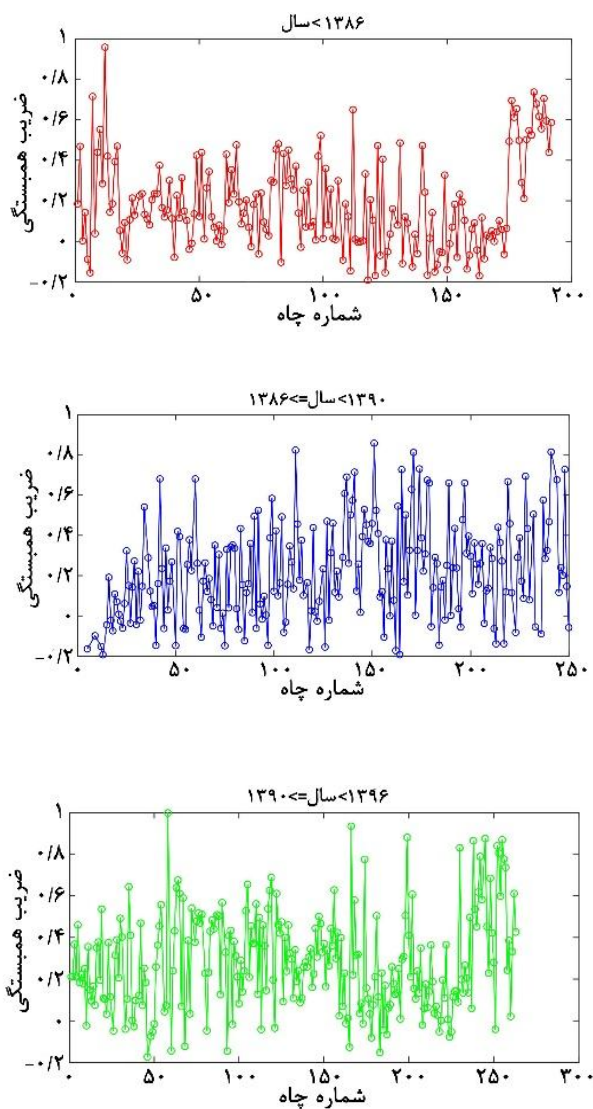 سال<۱۳۸۶
ضریب همبستگی
۱
۰/۸
۰/۶
۰/۴
۰/۲
۰
-۰/۲
۰ ۵۰ ۱۰۰ ۱۵۰ ۲۰۰
شماره چاه
۱۳۸۶<=سال<۱۳۹۰
ضریب همبستگی
۱
۰/۸
۰/۶
۰/۴
۰/۲
۰
-۰/۲
۰ ۵۰ ۱۰۰ ۱۵۰ ۲۰۰ ۲۵۰
شماره چاه
۱۳۹۰<=سال<۱۳۹۶
ضریب همبستگی
۱
۰/۸
۰/۶
۰/۴
۰/۲
۰
-۰/۲
۰ ۵۰ ۱۰۰ ۱۵۰ ۲۰۰ ۲۵۰ ۳۰۰
شماره چاه